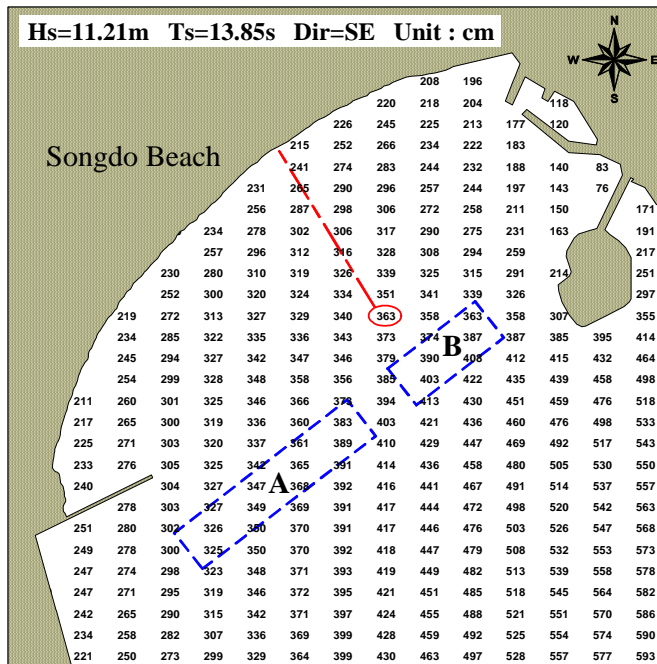 Hs=11.21m Ts=13.85s Dir=SE Unit : cm
N
W E
S
208 196
220 218 204 118
226 245 225 213 177 120
215 252 266 234 222 183
Songdo Beach
241 274 283 244 232 188 140 83
231 265 290 296 257 244 197 143 76
256 287 298 306 272 258 211 150 171
234 278 302 306 317 290 275 231 163 191
257 296 312 316 328 308 294 259 217
230 280 310 319 326 339 325 315 291 214 251
252 300 320 324 334 351 341 339 326 297
219 272 313 327 329 340 363 358 363 358 307 355
234 285 322 335 336 343 373 374 387 387 385 395 414
B
245 294 327 342 347 346 379 390 408 412 415 432 464
254 299 328 348 358 356 385 403 422 435 439 458 498
211 260 301 325 346 366 373 394 413 430 451 459 476 518
217 265 300 319 336 360 383 403 421 436 460 476 498 533
225 271 303 320 337 361 389 410 429 447 469 492 517 543
233 276 305 325 342 365 391 414 436 458 480 505 530 550
240 304 327 347 368 392 416 441 467 491 514 537 557
A
278 303 327 349 369 391 417 444 472 498 520 542 563
251 280 302 326 350 370 391 417 446 476 503 526 547 568
249 278 300 325 350 370 392 418 447 479 508 532 553 573
247 274 298 323 348 371 393 419 449 482 513 539 558 578
247 271 295 319 346 372 395 421 451 485 518 545 564 582
242 265 290 315 342 371 397 424 455 488 521 551 570 586
234 258 282 307 336 369 399 428 459 492 525 554 574 590
221 250 273 299 329 364 399 430 463 497 527 557 577 593